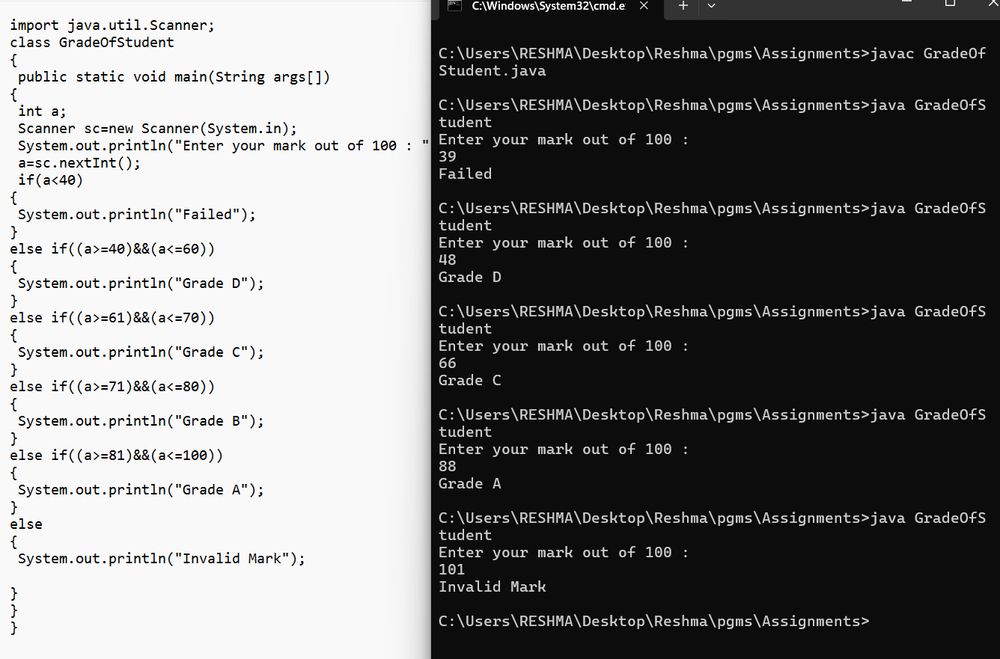 import java.util.Scanner;
class GradeOfStudent
{
public static void main(String args[])
{
int a;
Scanner sc=new Scanner(System.in);
System.out.println("Enter your mark out of 100 : "
a=sc.nextInt();
if(a<40)
{
System.out.println("Failed");
}
else if((a>=40)&&(a<=60))
{
System.out.println("Grade D");
}
else if((a>=61)&&(a<=70))
{
System.out.println("Grade C");
}
else if((a>=71)&&(a<=80))
{
System.out.println("Grade B");
}
else if((a>=81)&&(a<=100))
{
System.out.println("Grade A");
}
else
{
System.out.println("Invalid Mark");
}
}
}
C:\Windows\System32\cmd.e
C:\Users\RESHMA\Desktop\Reshma\pgms\Assignments>javac GradeOf
Student.java
C:\Users\RESHMA\Desktop\Reshma\pgms\Assignments>java GradeOfS
tudent
Enter your mark out of 100 :
39
Failed
C:\Users\RESHMA\Desktop\Reshma\pgms\Assignments>java GradeOfS
tudent
Enter your mark out of 100 :
48
Grade D
C:\Users\RESHMA\Desktop\Reshma\pgms\Assignments>java GradeOfS
tudent
Enter your mark out of 100 :
66
Grade C
C:\Users\RESHMA\Desktop\Reshma\pgms\Assignments>java GradeOfS
tudent
Enter your mark out of 100 :
88
Grade A
C:\Users\RESHMA\Desktop\Reshma\pgms\Assignments>java GradeOfS
tudent
Enter your mark out of 100 :
101
Invalid Mark
C:\Users\RESHMA\Desktop\Reshma\pgms\Assignments>